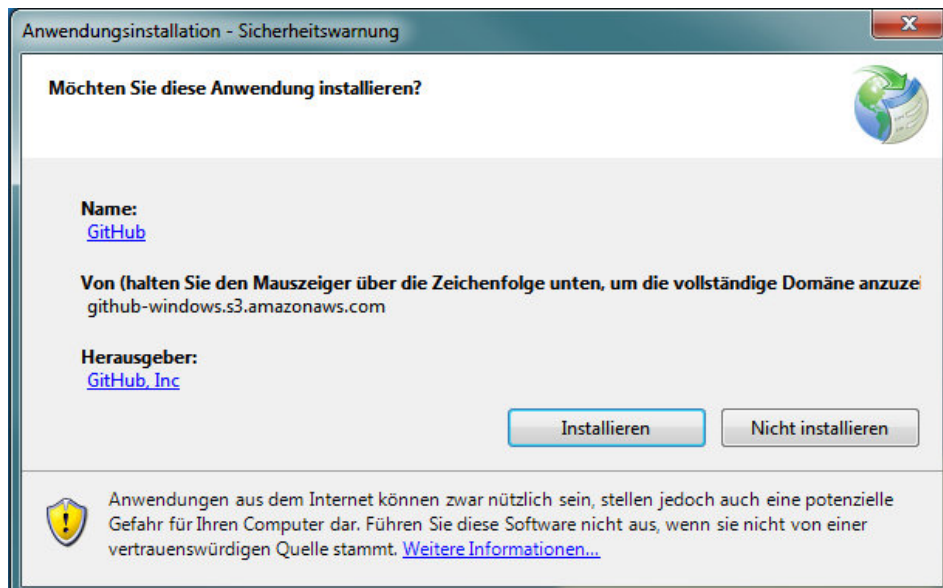 Anwendungsinstallation - Sicherheitswarnung
Möchten Sie diese Anwendung installieren?
Name:
GitHub
Von (halten Sie den Mauszeiger über die Zeichenfolge unten, um die vollständige Domäne anzuzei
github-windows.s3.amazonaws.com
Herausgeber:
GitHub, Inc
Installieren
Nicht installieren
Anwendungen aus dem Internet können zwar nützlich sein, stellen jedoch auch eine potenzielle
Gefahr für Ihren Computer dar. Führen Sie diese Software nicht aus, wenn sie nicht von einer
vertrauenswürdigen Quelle stammt. Weitere Informationen...